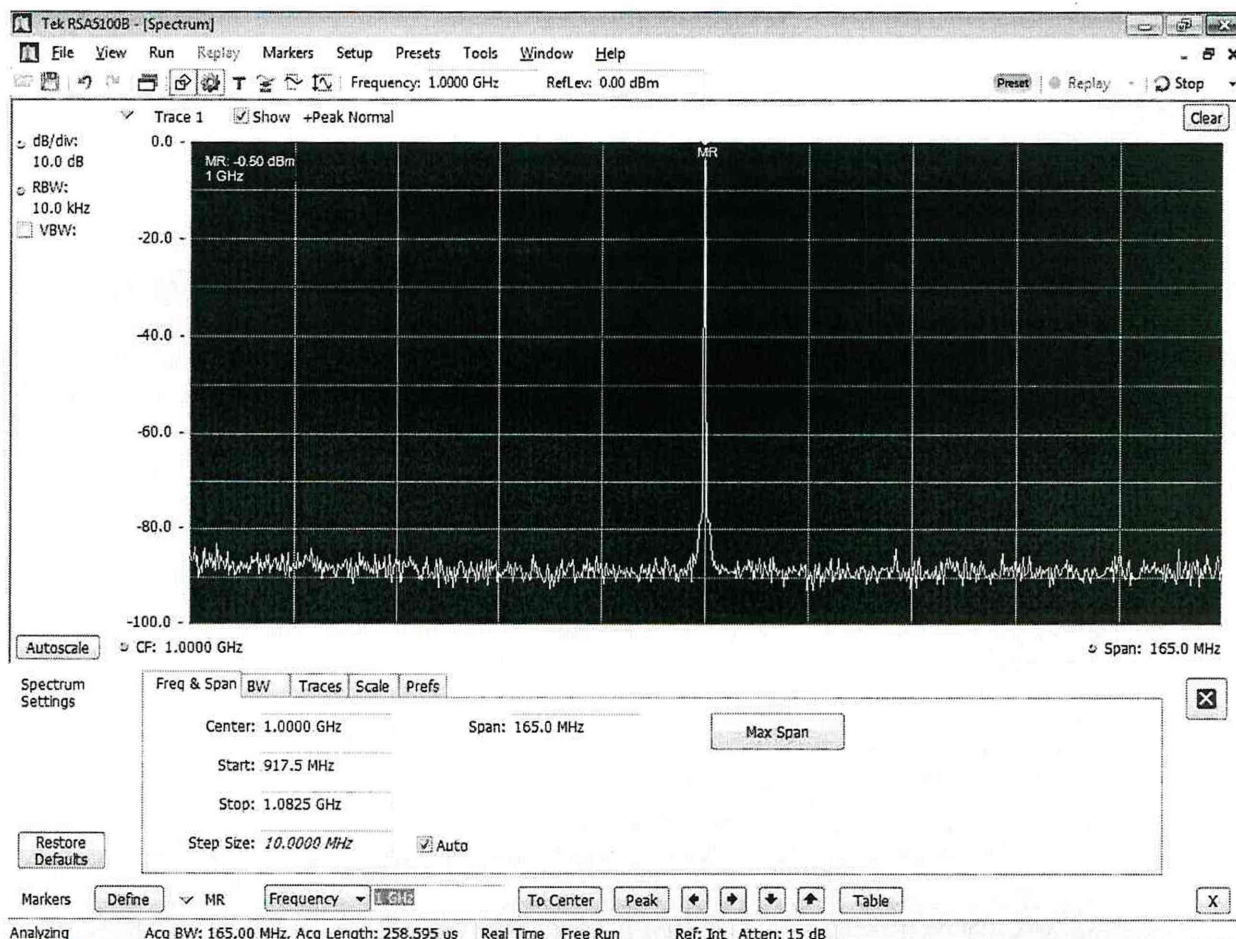 Tek RSA5100B - [Spectrum]
File View Run Replay Markers Setup Presets Tools Window Help
T Frequency: 1.0000 GHz RefLev: 0.00 dBm Preset Replay Stop
Trace 1 Show +Peak Normal Clear
dB/div:
10.0 dB
RBW:
10.0 kHz
VBW:
0.0
-20.0
-40.0
-60.0
-80.0
-100.0
MR: -0.50 dBm
1 GHz
MR
Autoscale CF: 1.0000 GHz Span: 165.0 MHz
Spectrum
Settings
Freq & Span BW Traces Scale Prefs
Center: 1.0000 GHz Span: 165.0 MHz Max Span
Start: 917.5 MHz
Stop: 1.0825 GHz
Step Size: 10.0000 MHz Auto
Restore
Defaults
Markers Define MR Frequency 1 GHz To Center Peak Table X
Analyzing Acq BW: 165.00 MHz, Acq Length: 258.595 us Real Time Free Run Ref: Int Atten: 15 dB